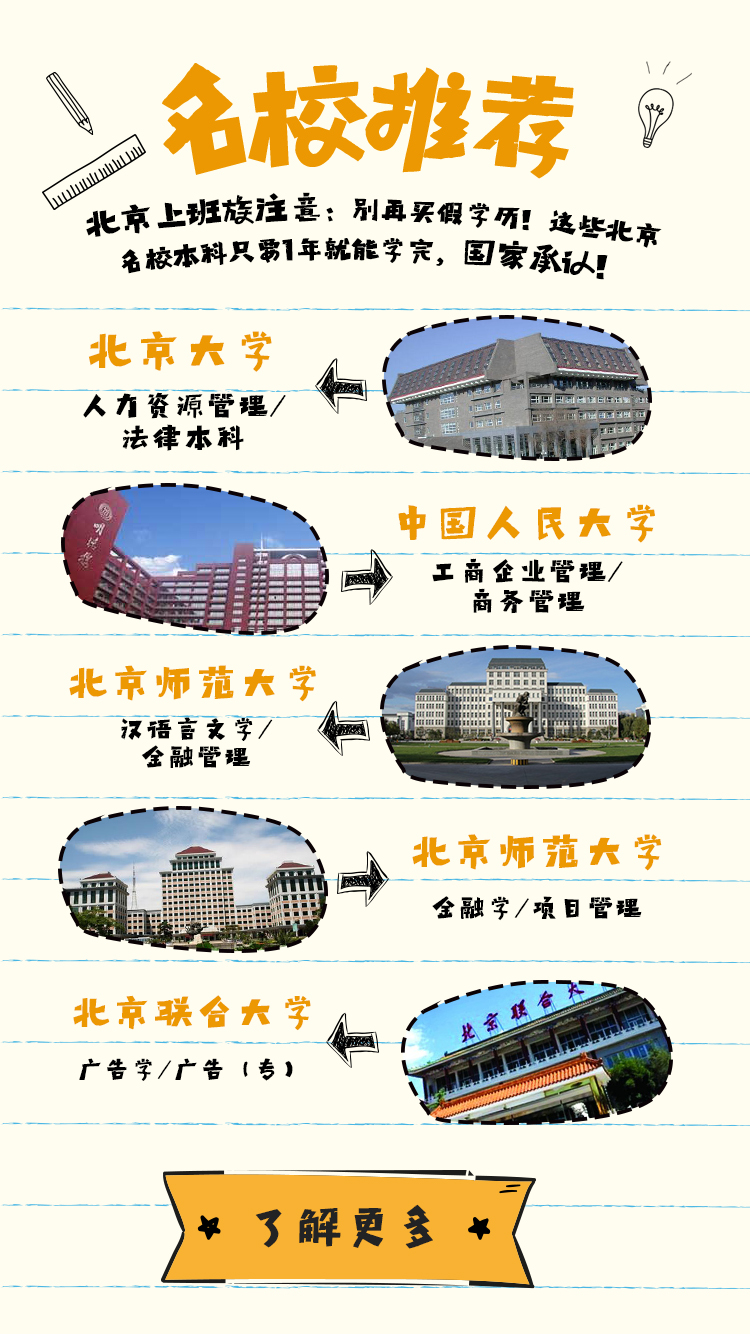 名校推荐
北京上班族注意：别再买假学历！这些北京
名校本科只要1年就能学完，国家承认！
北京大学
人力资源管理/
法律本科
明德楼
中国人民大学
工商企业管理/
商务管理
北京师范大学
汉语言文学/
金融管理
北京师范大学
金融学/项目管理
北京联合大
北京联合大学
广告学/广告（专）
了解更多